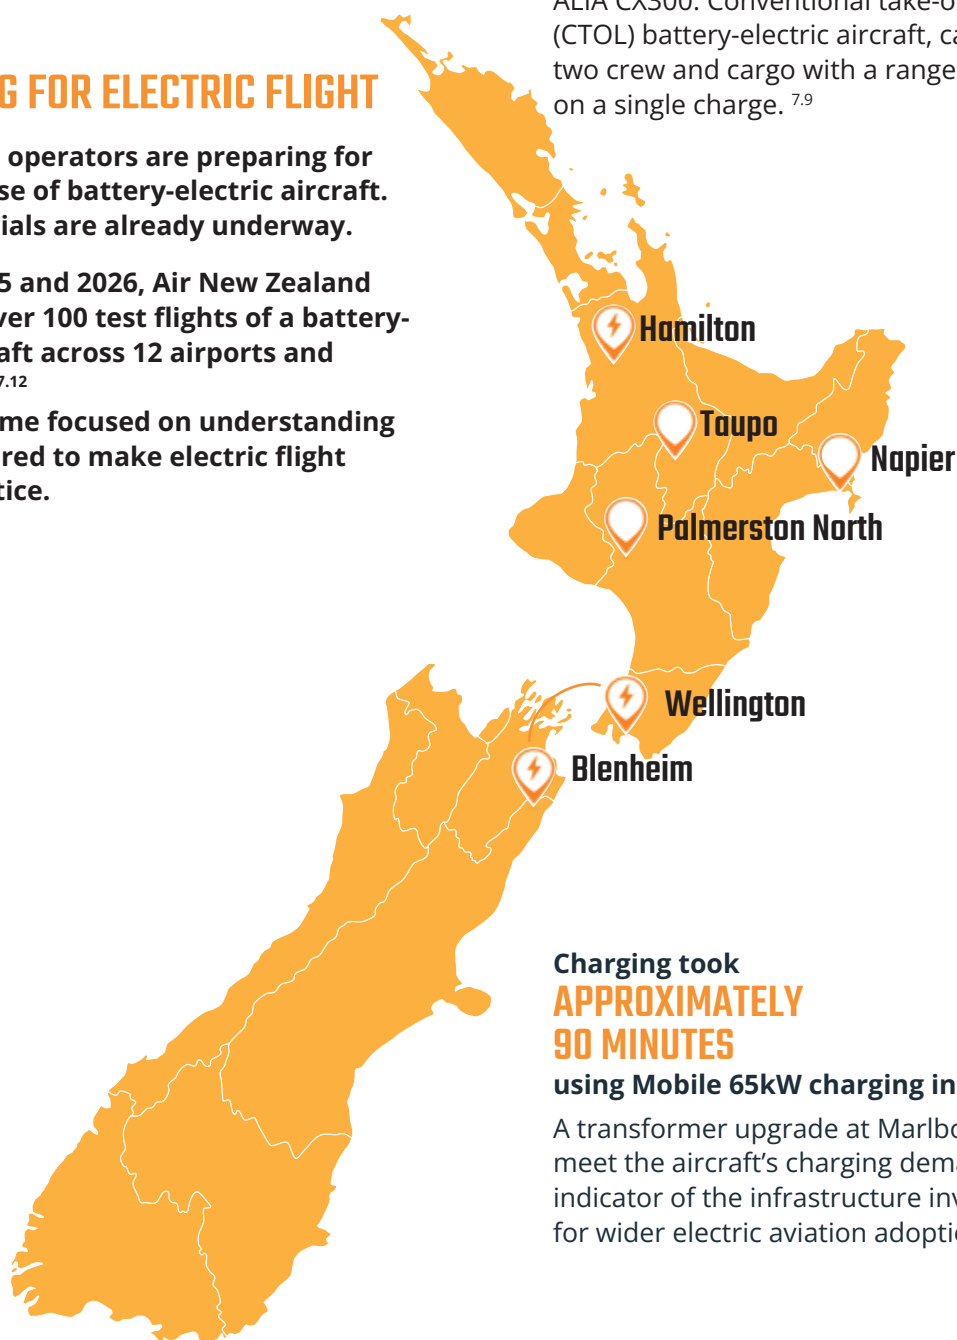 G FOR ELECTRIC FLIGHT
operators are preparing for
se of battery-electric aircraft.
ials are already underway.
5 and 2026, Air New Zealand
ver 100 test flights of a battery-
aft across 12 airports and
7.12
me focused on understanding
red to make electric flight
tice.
ALIA CX300. Conventional take-o
(CTOL) battery-electric aircraft, ca
two crew and cargo with a range
on a single charge. 7.9
Hamilton
Taupo
Napier
Palmerston North
Wellington
Blenheim
Charging took
APPROXIMATELY
90 MINUTES
using Mobile 65kW charging in
A transformer upgrade at Marlbo
meet the aircraft's charging dema
indicator of the infrastructure inv
for wider electric aviation adoptio